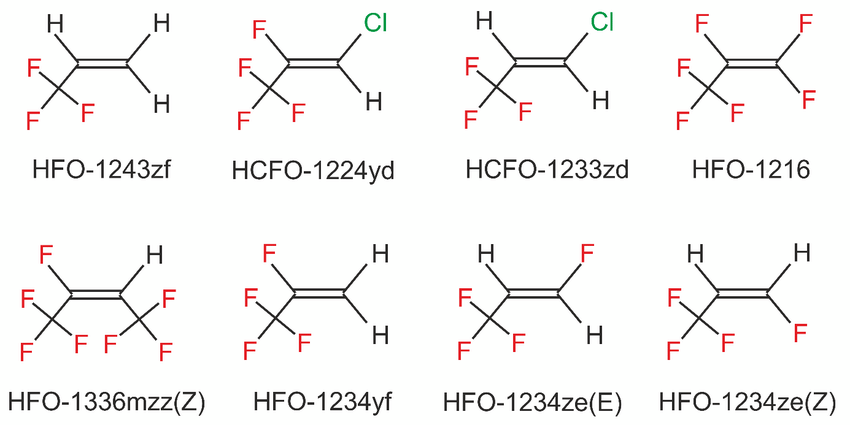 H H F Cl H Cl F F
F F F F
F H F H F H F F
F F F F
HFO-1243zf HCFO-1224yd HCFO-1233zd HFO-1216
F H F H H F H H
F F F F F
F F F H F H F F
F F F F F
HFO-1336mzz(Z) HFO-1234yf HFO-1234ze(E) HFO-1234ze(Z)